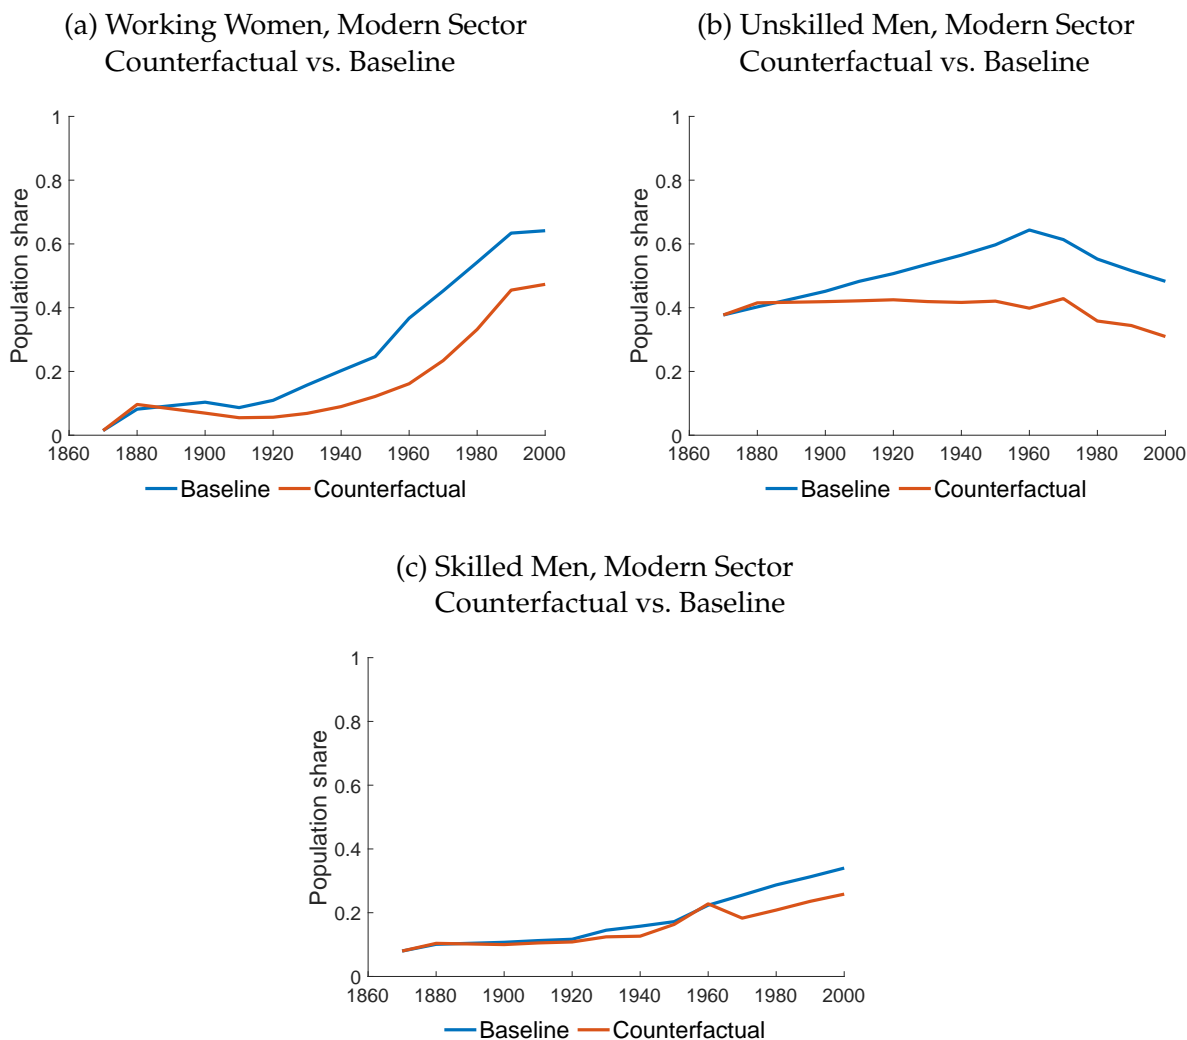 (a) Working Women, Modern Sector
Counterfactual vs. Baseline
Population share
1
0.8
0.6
0.4
0.2
0
1860 1880 1900 1920 1940 1960 1980 2000
Baseline Counterfactual
(b) Unskilled Men, Modern Sector
Counterfactual vs. Baseline
Population share
1
0.8
0.6
0.4
0.2
0
1860 1880 1900 1920 1940 1960 1980 2000
Baseline Counterfactual
(c) Skilled Men, Modern Sector
Counterfactual vs. Baseline
Population share
1
0.8
0.6
0.4
0.2
0
1860 1880 1900 1920 1940 1960 1980 2000
Baseline Counterfactual